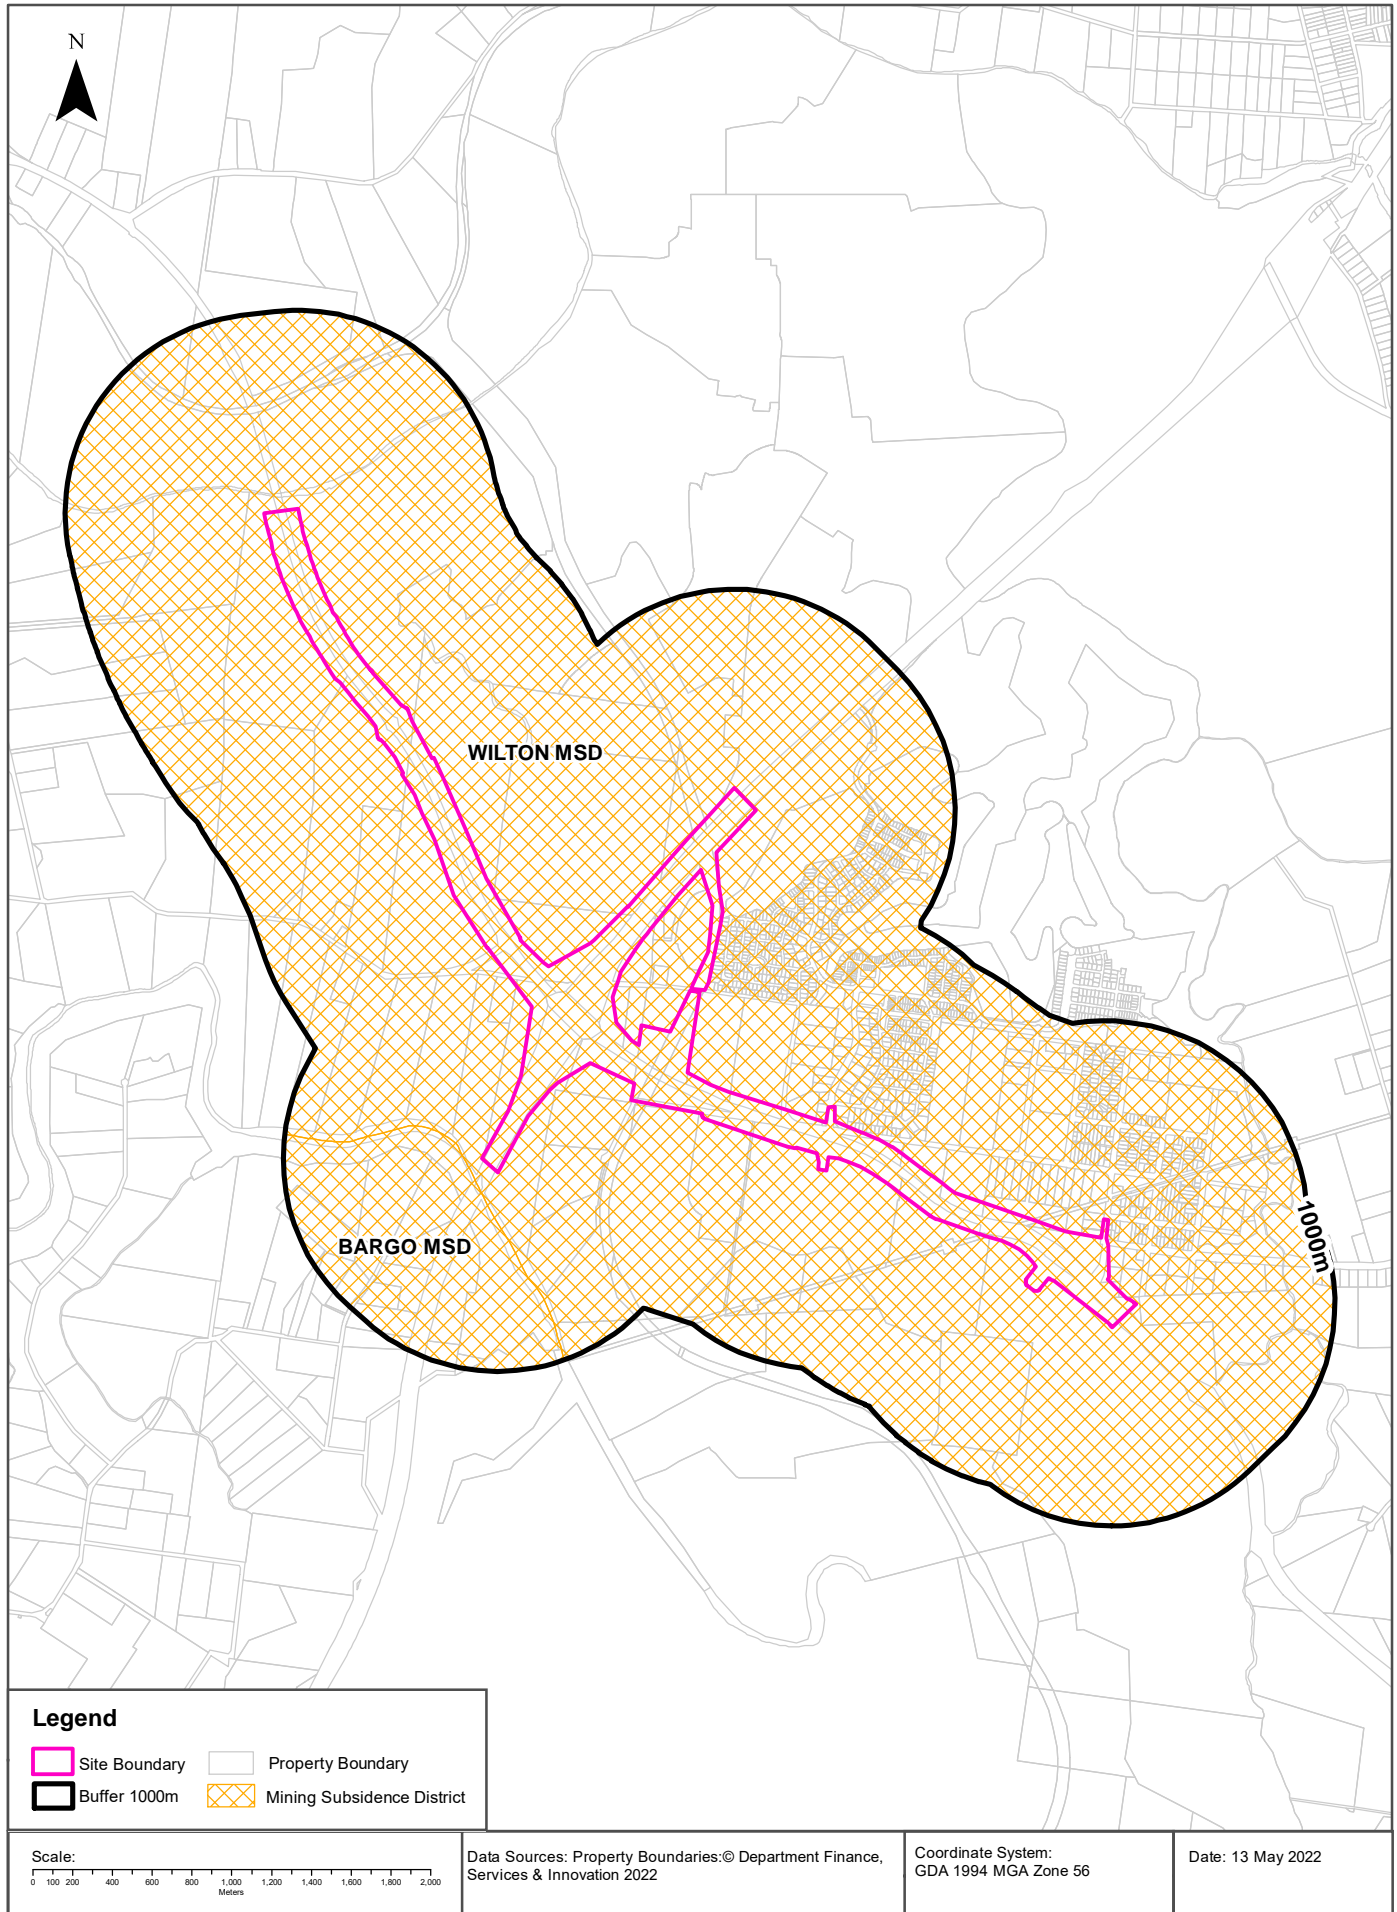 N
WILTON MSD
BARGO MSD
1000m
Legend
Site Boundary
Property Boundary
Buffer 1000m
Mining Subsidence District
Scale:
0 100 200 400 600 800 1,000 1,200 1,400 1,600 1,800 2,000
Meters
Data Sources: Property Boundaries:© Department Finance,
Services & Innovation 2022
Coordinate System:
GDA 1994 MGA Zone 56
Date: 13 May 2022